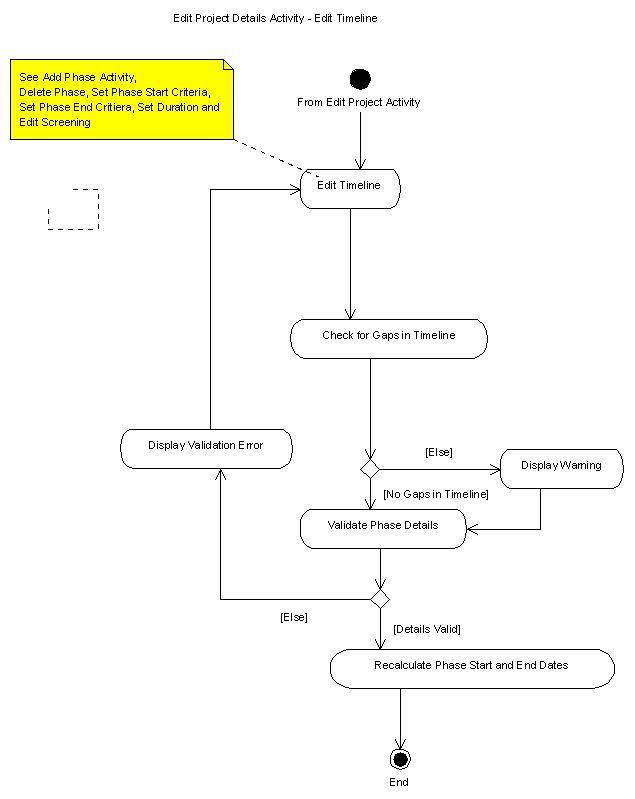 Edit Project Details Activity - Edit Timeline
See Add Phase Activity,
Delete Phase, Set Phase Start Criteria,
Set Phase End Critiera, Set Duration and
Edit Screening
From Edit Project Activity
Edit Timeline
Check for Gaps in Timeline
Display Validation Error
[Else]
Display Warning
[No Gaps in Timeline]
Validate Phase Details
[Else]
[Details Valid]
Recalculate Phase Start and End Dates
End